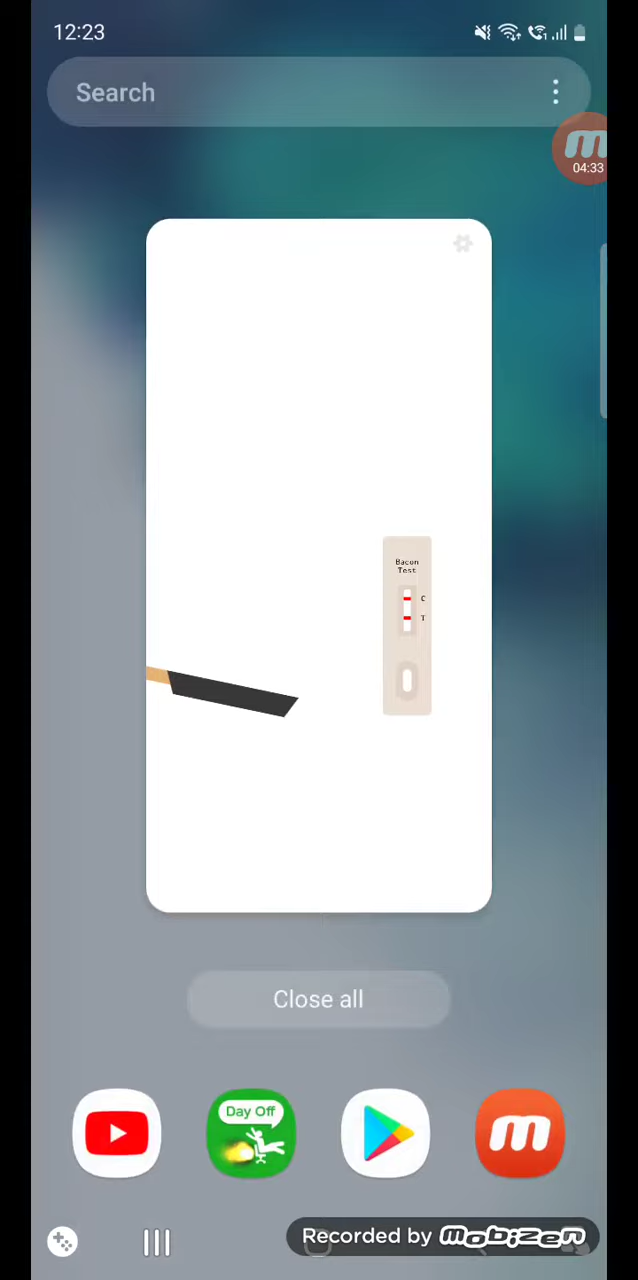 12:23
Search
04:33
Bacon
Test
C
T
Close all
Day Off
Recorded by mobizen